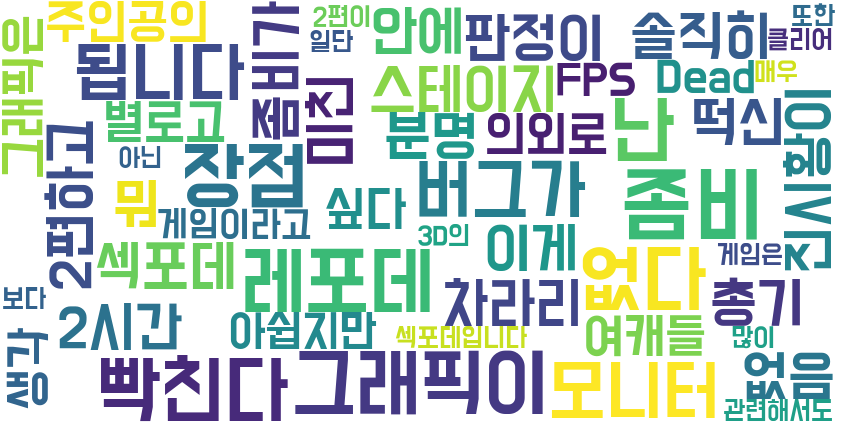 그래픽은
주인공의
됩니다
좀비가
2편이
일단
안에
판정이
솔직히
또한
클리어
미친
스테이지
FPS
Dead
매우
별로고
2편하고
아닌
장점
분명
의외로
난
떡신
전시황이
뭐
게임이라고
싶다
버그가
좀비
3D의
이게
게임은
섹포데
레포데
없다
보다
2시간
아쉽지만
차라리
총기
생각
섹포데입니다
여캐들
많이
빡친다
그래픽이
모니터
없음
관련해서도